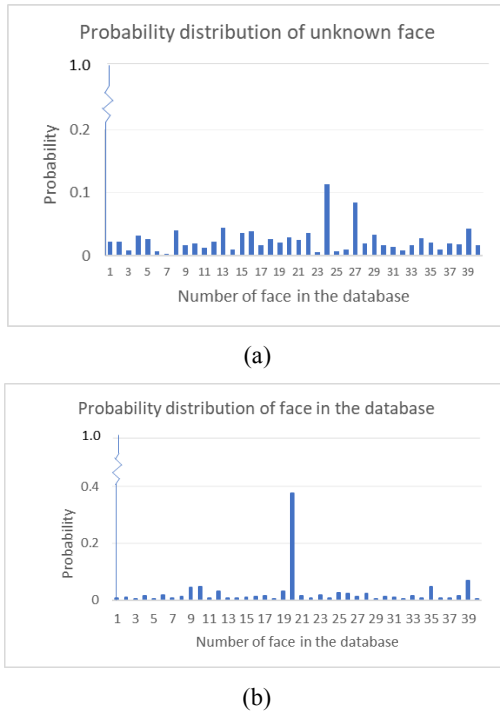 Probability distribution of unknown face
1.0
0.2
0.1
0
Probability
1 3 5 7 9 11 13 15 17 19 21 23 25 27 29 31 33 35 37 39
Number of face in the database
(a)
Probability distribution of face in the database
1.0
0.4
0.2
0
Probability
1 3 5 7 9 11 13 15 17 19 21 23 25 27 29 31 33 35 37 39
Number of face in the database
(b)